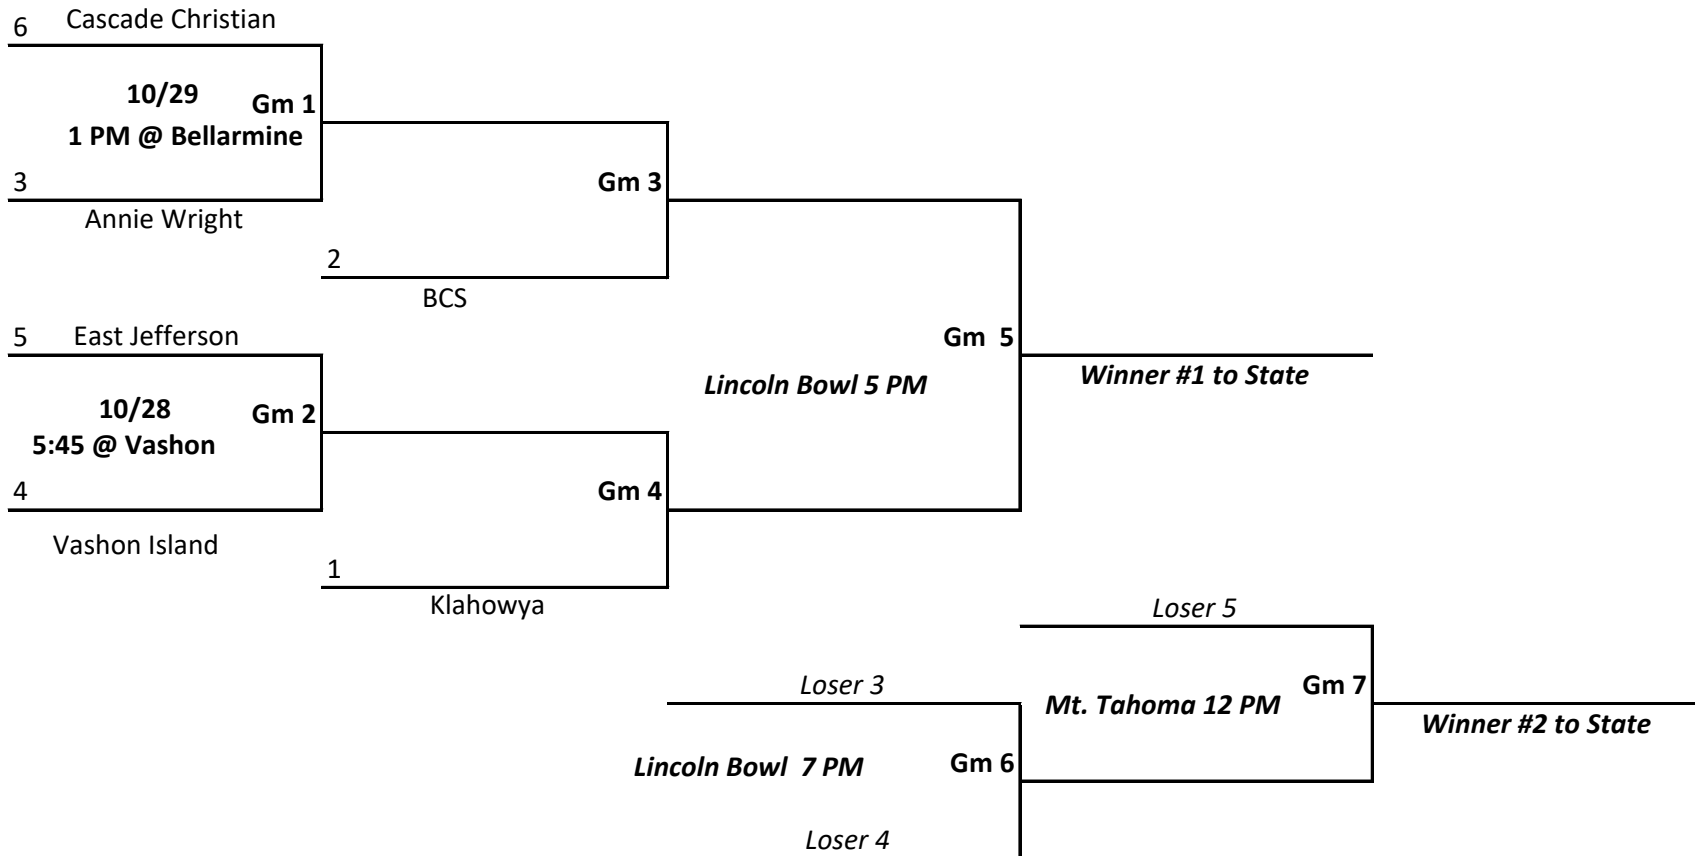 6 Cascade Christian
10/29
Gm 1
1 PM @ Bellarmine
3
Annie Wright
Gm 3
2
BCS
5 East Jefferson
10/28
Gm 2
5:45 @ Vashon
4
Vashon Island
Gm 4
1
Klahowya
Gm 5
Lincoln Bowl 5 PM
Winner #1 to State
Loser 5
Loser 3
Mt. Tahoma 12 PM
Gm 7
Winner #2 to State
Lincoln Bowl 7 PM
Gm 6
Loser 4